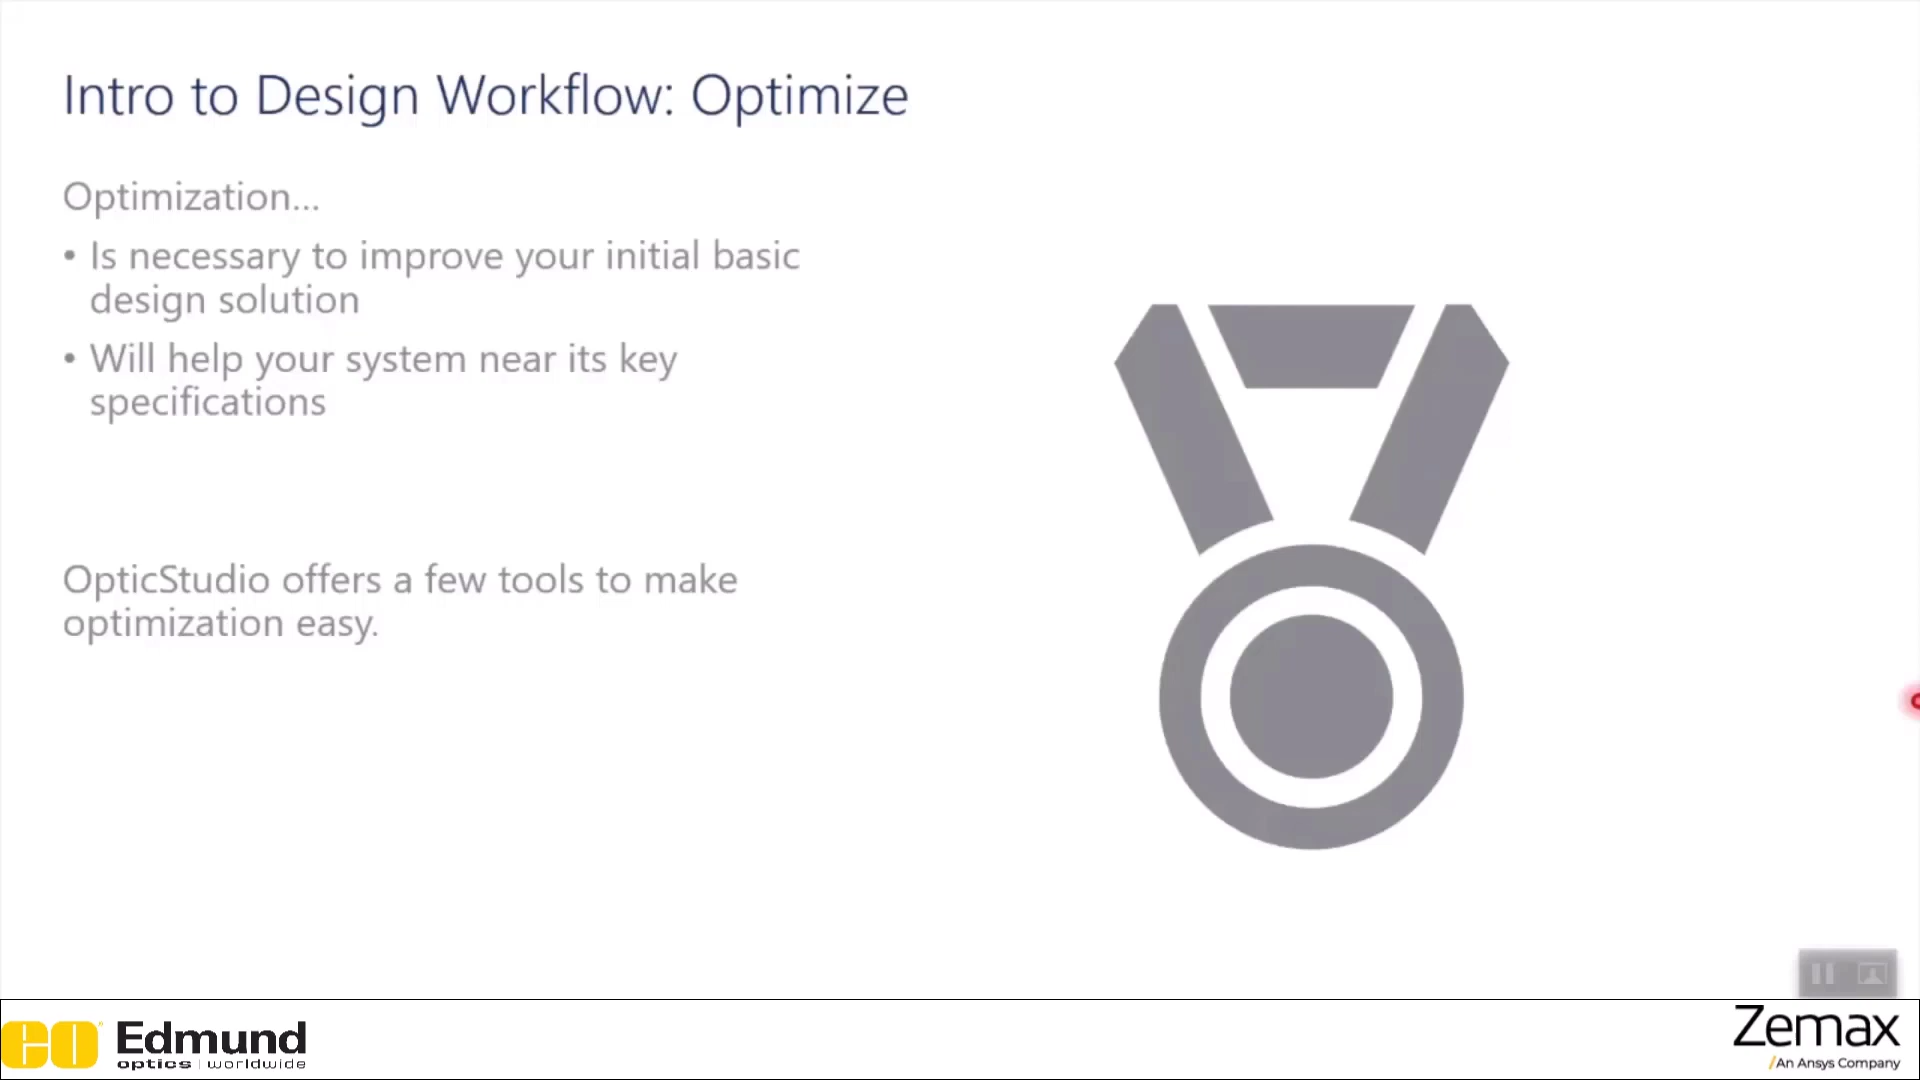 Intro to Design Workflow: Optimize
Optimization...
• Is necessary to improve your initial basic
design solution
• Will help your system near its key
specifications
OpticStudio offers a few tools to make
optimization easy.
EO Edmund
optics | worldwide
Zemax
/An Ansys Company